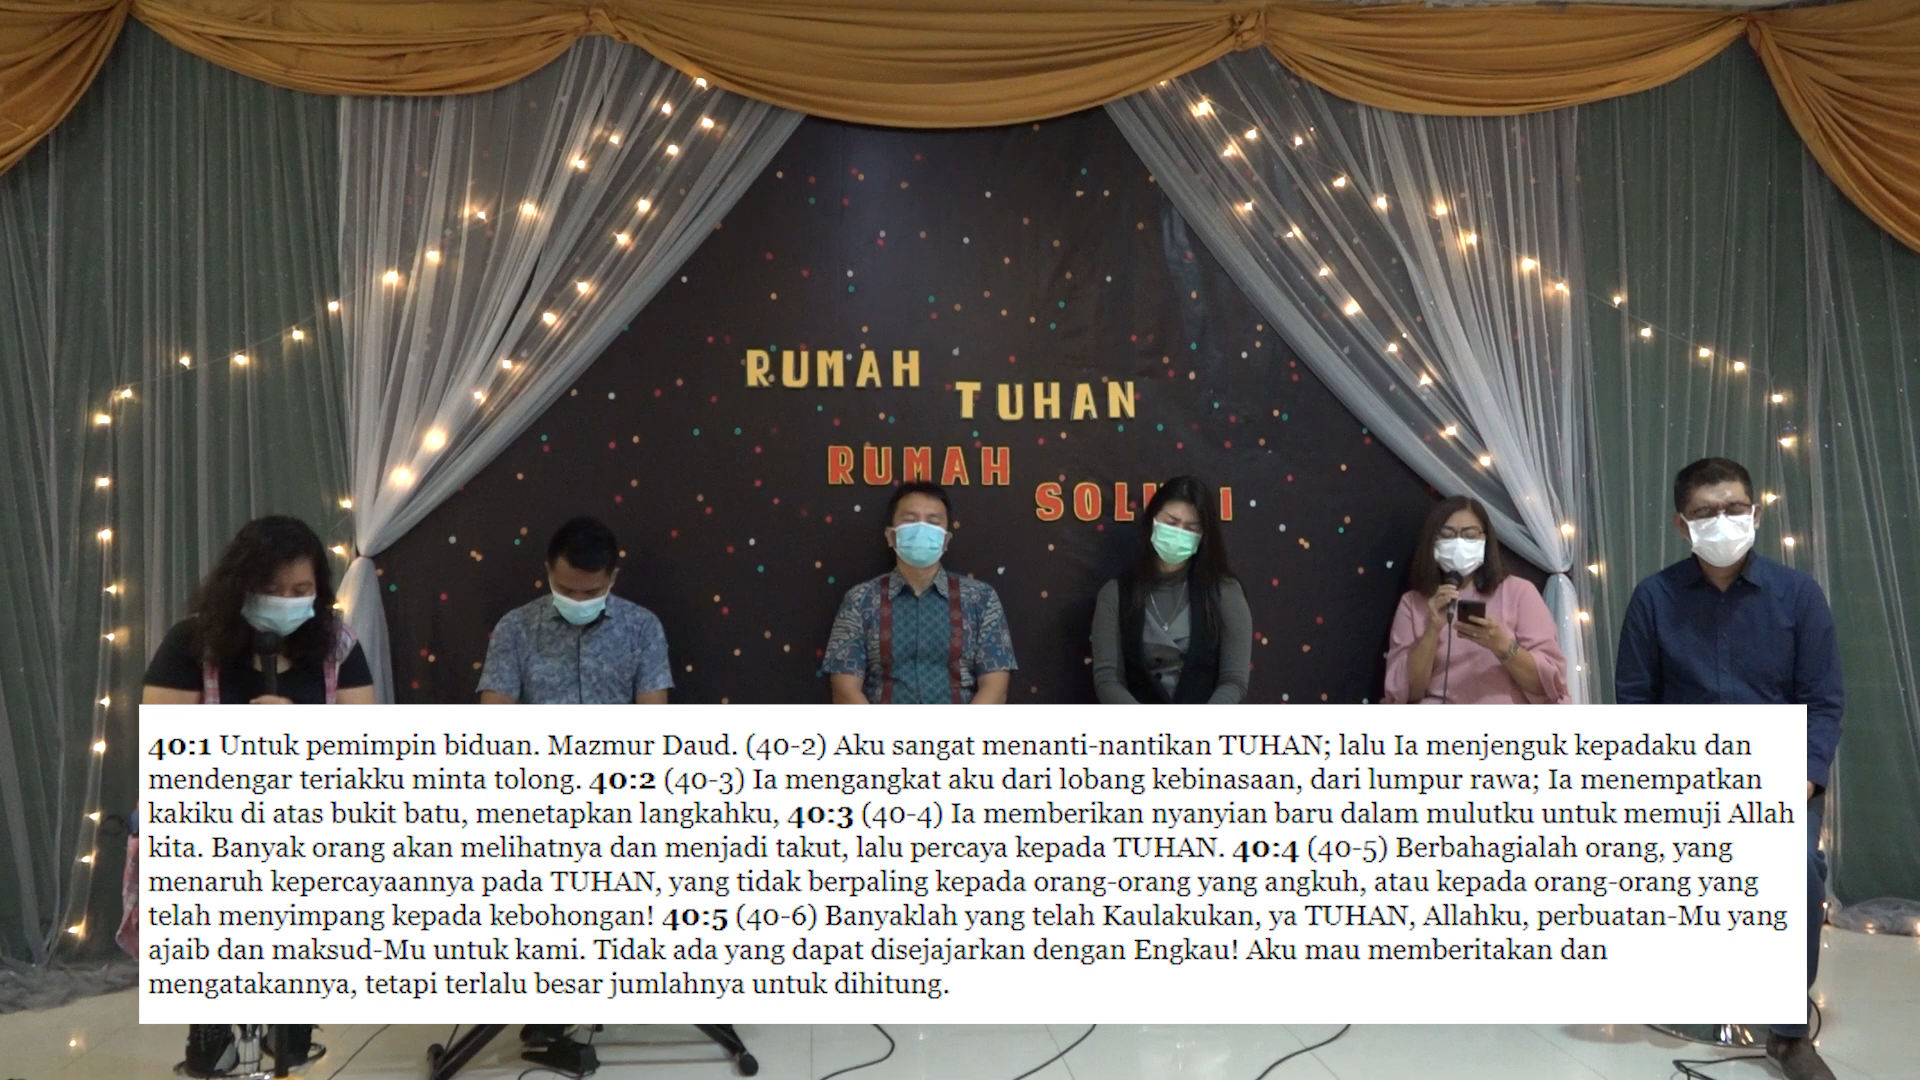 RUMAH TUHAN
RUMAH
40:1 Untuk pemimpin biduan. Mazmur Daud. (40-2) Aku sangat menanti-nantikan TUHAN; lalu Ia menjenguk kepadaku dan
mendengar teriakku minta tolong. 40:2 (40-3) Ia mengangkat aku dari lobang kebinasaan, dari lumpur rawa; Ia menempatkan
kakiku di atas bukit batu, menetapkan langkahku, 40:3 (40-4) Ia memberikan nyanyian baru dalam mulutku untuk memuji Allah
kita. Banyak orang akan melihatnya dan menjadi takut, lalu percaya kepada TUHAN. 40:4 (40-5) Berbahagialah orang, yang
menaruh kepercayaannya pada TUHAN, yang tidak berpaling kepada orang-orang yang angkuh, atau kepada orang-orang yang
telah menyimpang kepada kebohongan! 40:5 (40-6) Banyaklah yang telah Kaulakukan, ya TUHAN, Allahku, perbuatan-Mu yang
ajaib dan maksud-Mu untuk kami. Tidak ada yang dapat disejajarkan dengan Engkau! Aku mau memberitakan dan
mengatakannya, tetapi terlalu besar jumlahnya untuk dihitung.